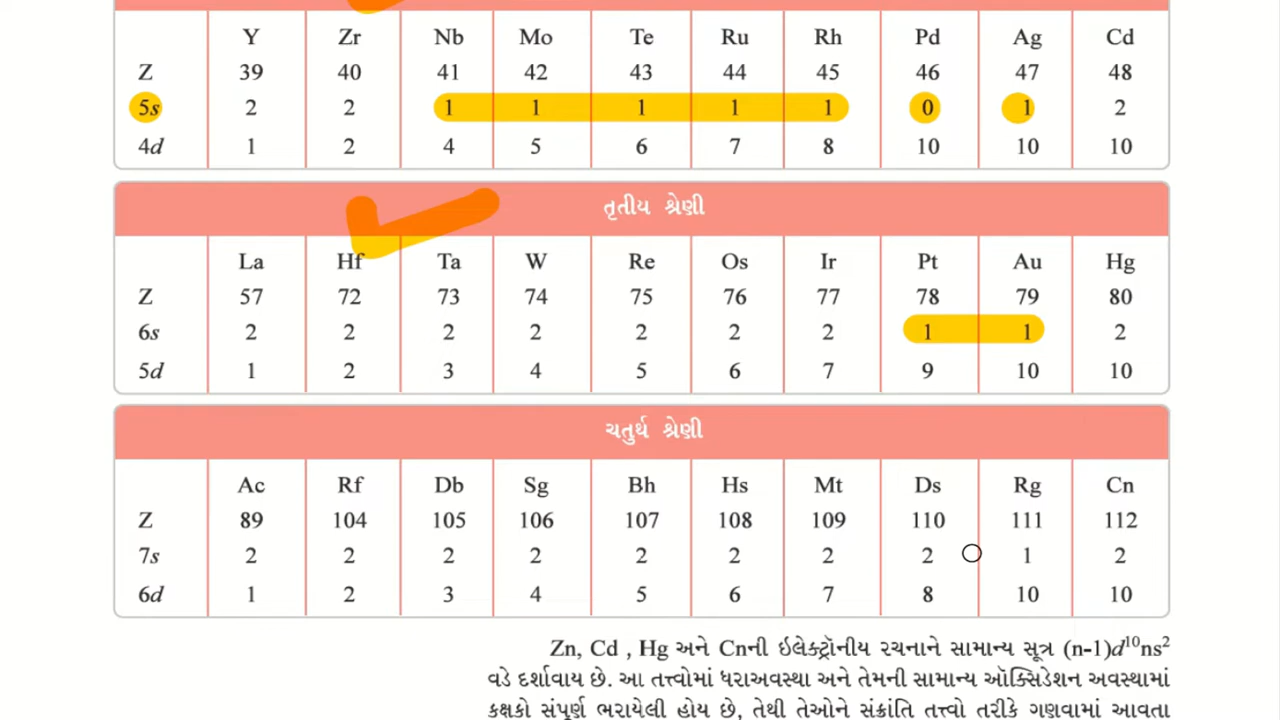 Y Zr Nb Mo Te Ru Rh Pd Ag Cd
Z 39 40 41 42 43 44 45 46 47 48
5s 2 2 1 1 1 1 1 0 1 2
4d 1 2 4 5 6 7 8 10 10 10
તૃતીય શ્રેણી
La Hf Ta W Re Os Ir Pt Au Hg
Z 57 72 73 74 75 76 77 78 79 80
6s 2 2 2 2 2 2 2 1 1 2
5d 1 2 3 4 5 6 7 9 10 10
ચતુર્થ શ્રેણી
Ac Rf Db Sg Bh Hs Mt Ds Rg Cn
Z 89 104 105 106 107 108 109 110 111 112
7s 2 2 2 2 2 2 2 2 1 2
6d 1 2 3 4 5 6 7 8 10 10
Zn, Cd , Hg અને Cnની ઇલેક્ટ્રૉનીય રચનાને સામાન્ય સૂત્ર (n-1)d¹⁰ns²
વડે દર્શાવાય છે. આ તત્ત્વોમાં ધરાઅવસ્થા અને તેમની સામાન્ય ઑક્સિડેશન અવસ્થામાં
કક્ષકો સંપૂર્ણ ભરાયેલી હોય છે, તેથી તેઓને સંક્રાંતિ તત્ત્વો તરીકે ગણવામાં આવતા